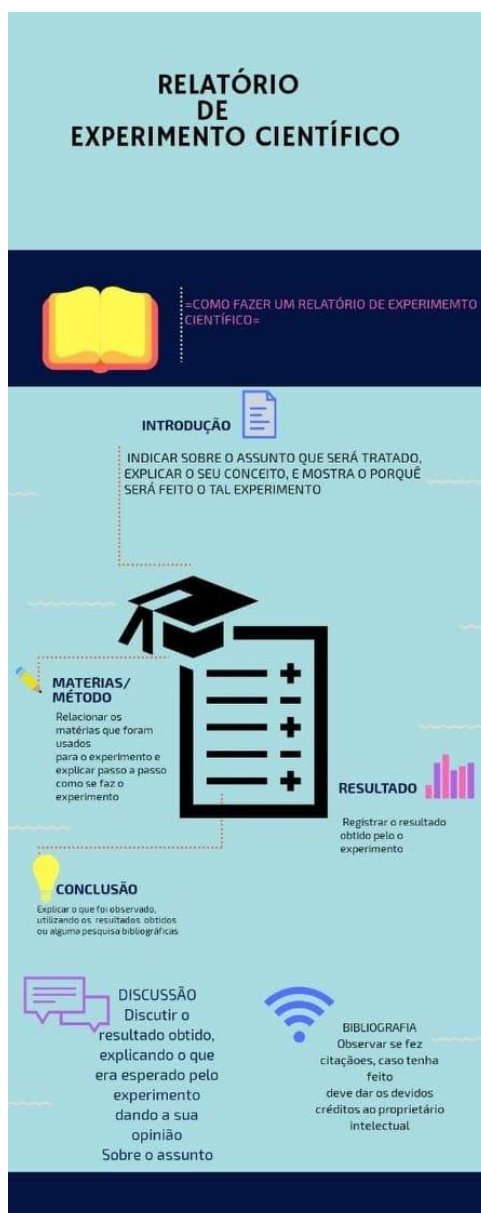 RELATÓRIO
DE
EXPERIMENTO CIENTÍFICO
=COMO FAZER UM RELATÓRIO DE EXPERIMEMTO
CIENTÍFICO=
INTRODUÇÃO
INDICAR SOBRE O ASSUNTO QUE SERÁ TRATADO,
EXPLICAR O SEU CONCEITO, E MOSTRA O PORQUÊ
SERÁ FEITO O TAL EXPERIMENTO
MATERIAS/
MÉTODO
Relacionar os
matérias que foram
usados
para o experimento e
explicar passo a passo
como se faz o
experimento
RESULTADO
Registrar o resultado
obtido pelo o
experimento
CONCLUSÃO
Explicar o que foi observado,
utilizando os resultados obtidos
ou alguma pesquisa bibliográficas
DISCUSSÃO
Discutir o
resultado obtido,
explicando o que
era esperado pelo
experimento
dando a sua
opinião
Sobre o assunto
BIBLIOGRAFIA
Observar se fez
citaçãoes, caso tenha
feito
deve dar os devidos
créditos ao proprietário
intelectual